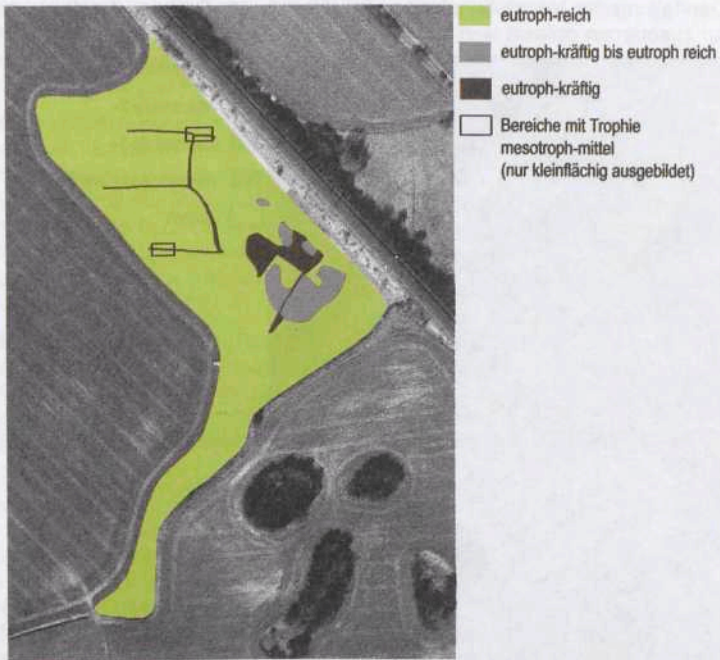 eutroph-reich
eutroph-kräftig bis eutroph reich
eutroph-kräftig
Bereiche mit Trophie
mesotroph-mittel
(nur kleinflächig ausgebildet)